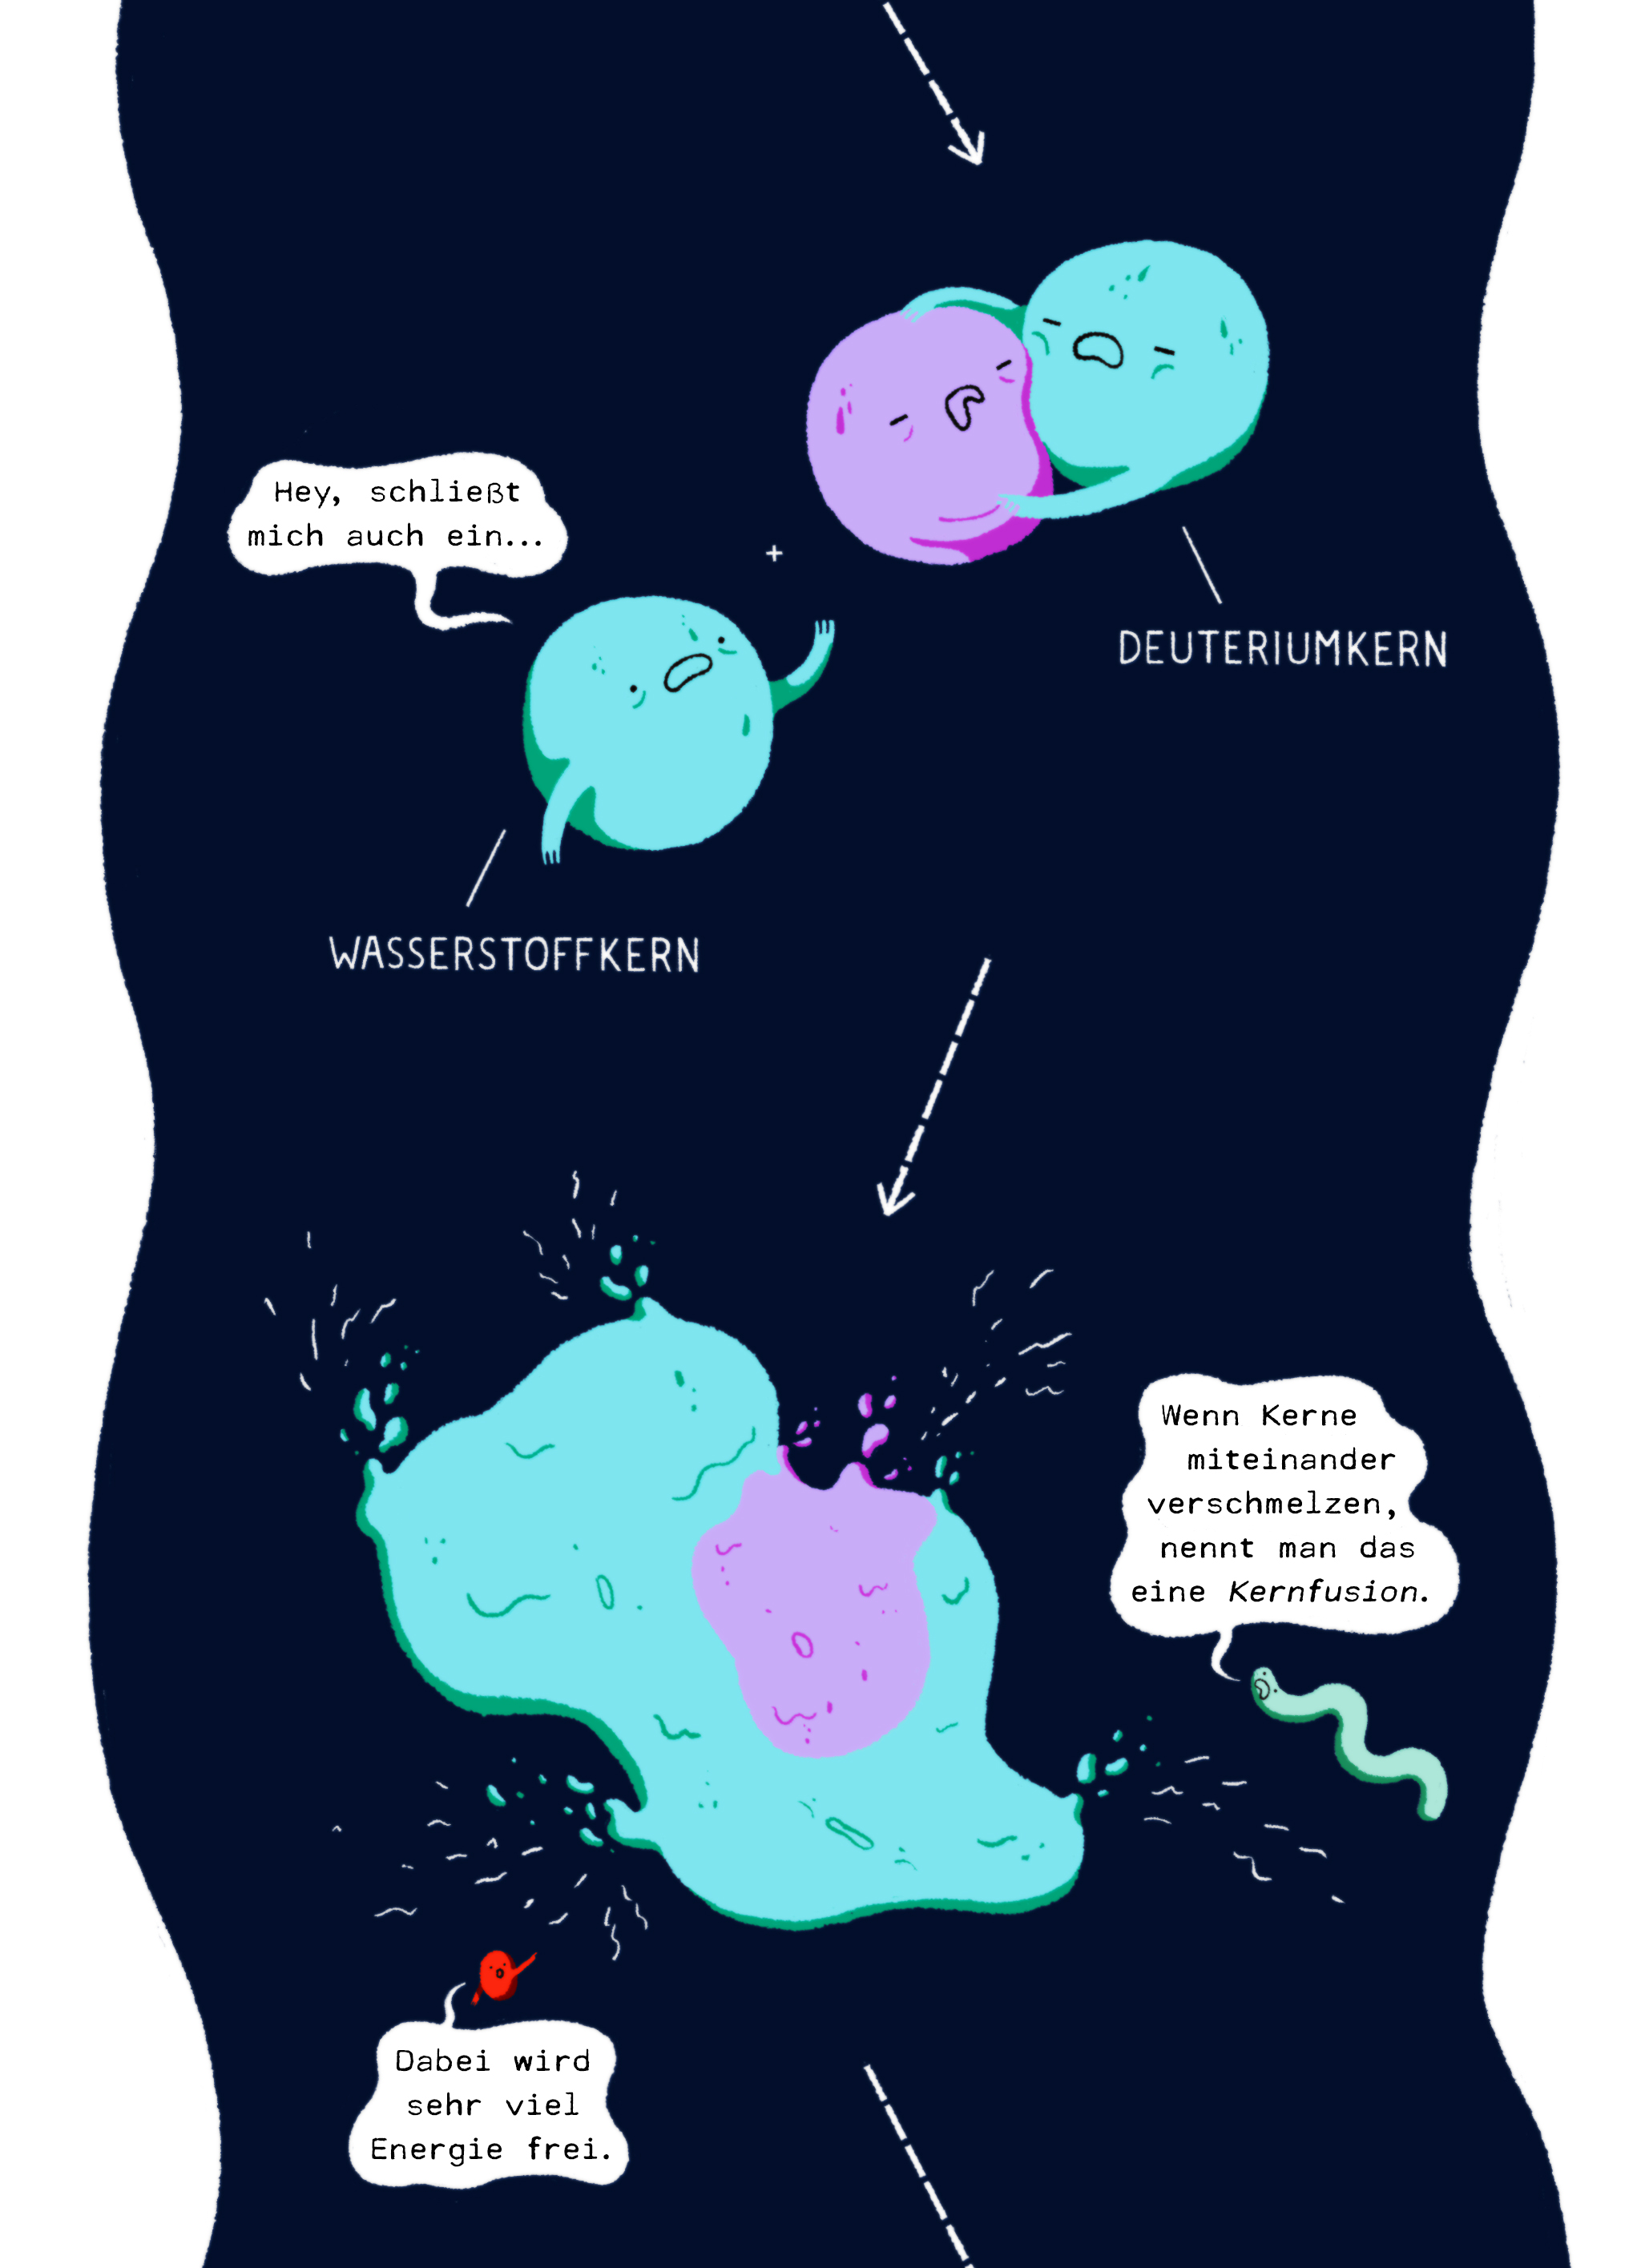 Hey, schließt
mich auch ein...
+
DEUTERIUMKERN
WASSERSTOFFKERN
Wenn Kerne
miteinander
verschmelzen,
nennt man das
eine Kernfusion.
Dabei wird
sehr viel
Energie frei.